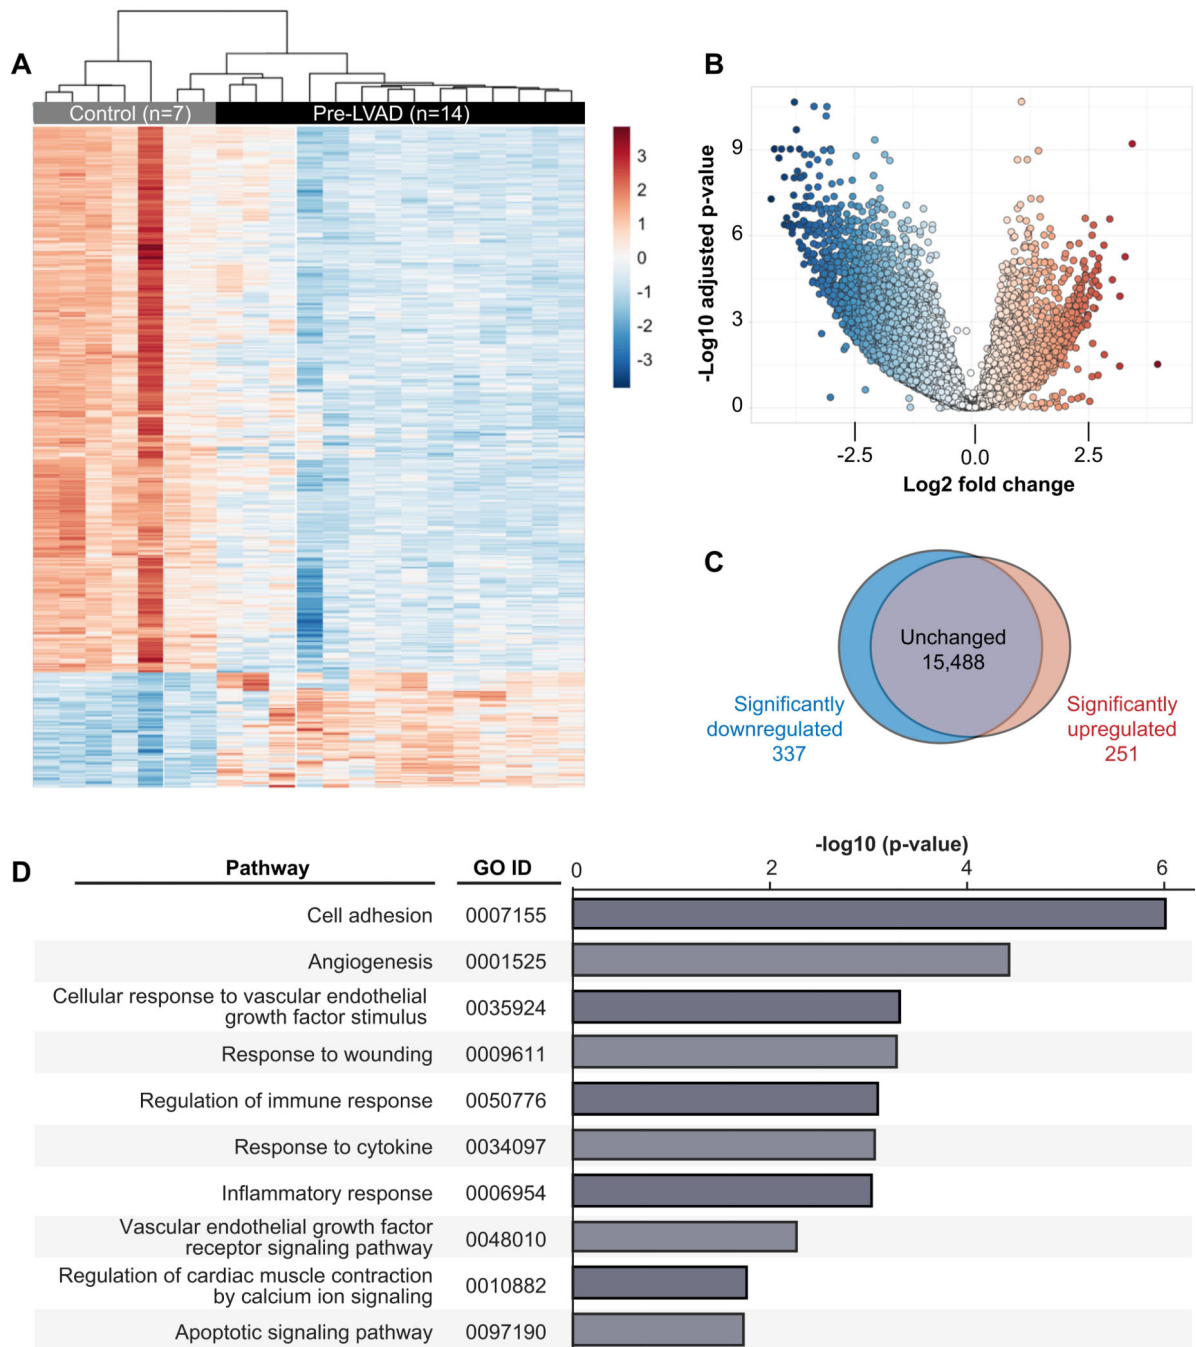 A
Control (n=7)
Pre-LVAD (n=14)
3
2
1
0
-1
-2
-3
B
-Log10 adjusted p-value
9
6
3
0
-2.5
0.0
2.5
Log2 fold change
C
Unchanged
15,488
Significantly
downregulated
337
Significantly
upregulated
251
D
-log10 (p-value)
Pathway
GO ID
0
2
4
6
Cell adhesion 0007155
Angiogenesis 0001525
Cellular response to vascular endothelial
growth factor stimulus
0035924
Response to wounding 0009611
Regulation of immune response 0050776
Response to cytokine 0034097
Inflammatory response 0006954
Vascular endothelial growth factor
receptor signaling pathway
0048010
Regulation of cardiac muscle contraction
by calcium ion signaling
0010882
Apoptotic signaling pathway 0097190